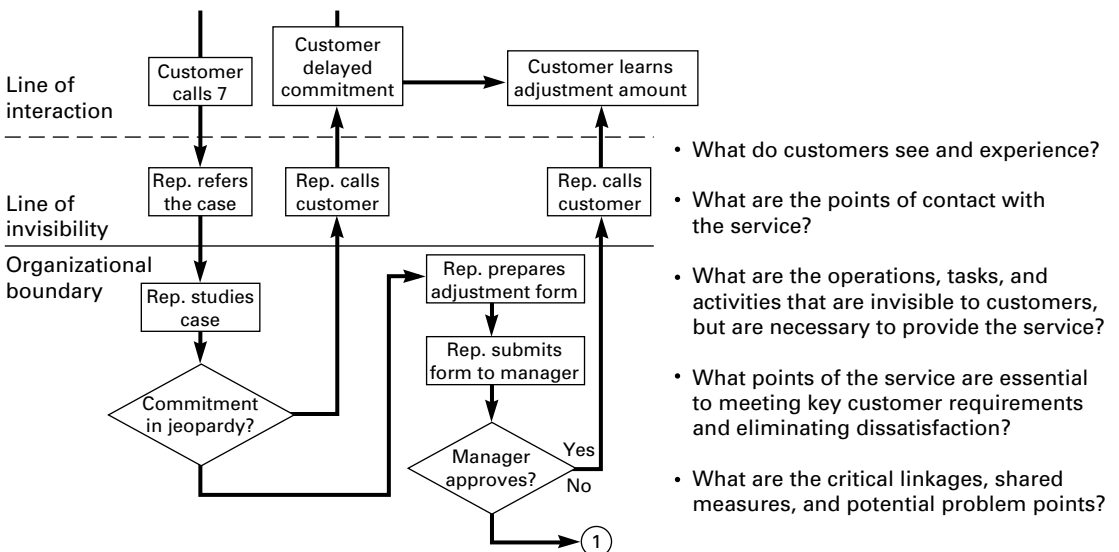 Line of
interaction
Customer
calls 7
Customer
delayed
commitment
Customer learns
adjustment amount
Line of
invisibility
Rep. refers
the case
Rep. calls
customer
Rep. calls
customer
Organizational
boundary
Rep. studies
case
Rep. prepares
adjustment form
Rep. submits
form to manager
Commitment
in jeopardy?
Manager
approves?
Yes
No
1
• What do customers see and experience?
• What are the points of contact with
the service?
• What are the operations, tasks, and
activities that are invisible to customers,
but are necessary to provide the service?
• What points of the service are essential
to meeting key customer requirements
and eliminating dissatisfaction?
• What are the critical linkages, shared
measures, and potential problem points?